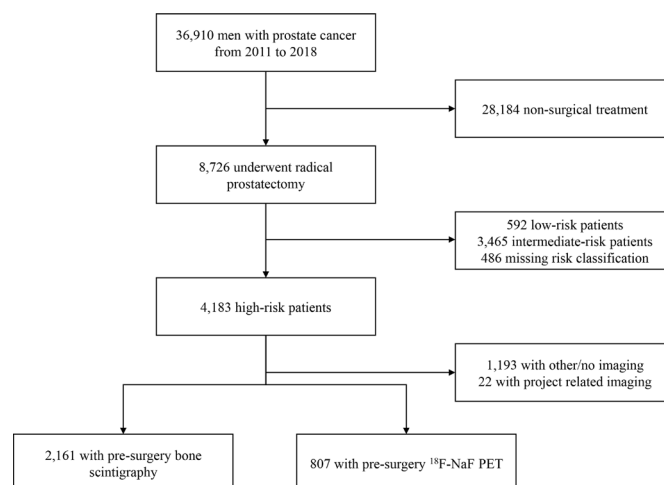 36,910 men with prostate cancer
from 2011 to 2018
28,184 non-surgical treatment
8,726 underwent radical
prostatectomy
592 low-risk patients
3,465 intermediate-risk patients
486 missing risk classification
4,183 high-risk patients
1,193 with other/no imaging
22 with project related imaging
2,161 with pre-surgery bone
scintigraphy
807 with pre-surgery ¹⁸F-NaF PET